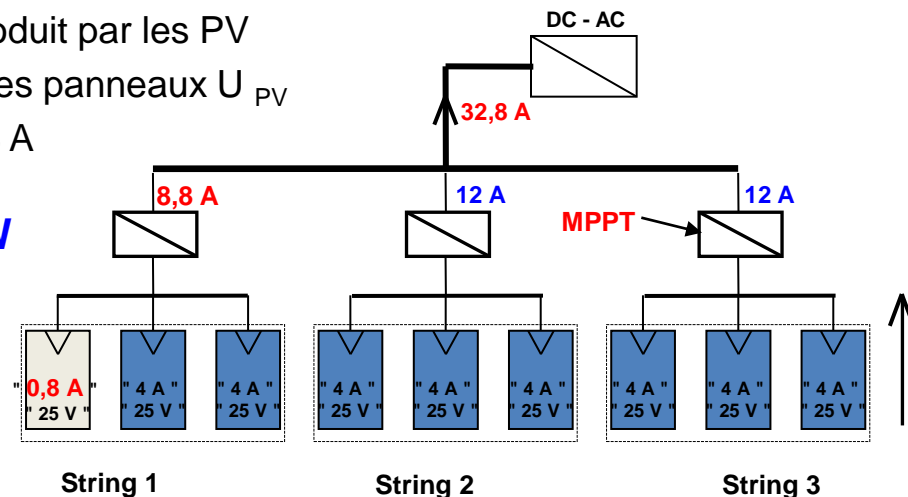 oduit par les PV
es panneaux U PV
A
DC - AC
32,8 A
8,8 A
12 A
12 A
MPPT
" 0,8 A "
" 25 V "
" 4 A "
" 25 V "
" 4 A "
" 25 V "
" 4 A "
" 25 V "
" 4 A "
" 25 V "
" 4 A "
" 25 V "
" 4 A "
" 25 V "
" 4 A "
" 25 V "
" 4 A "
" 25 V "
String 1
String 2
String 3